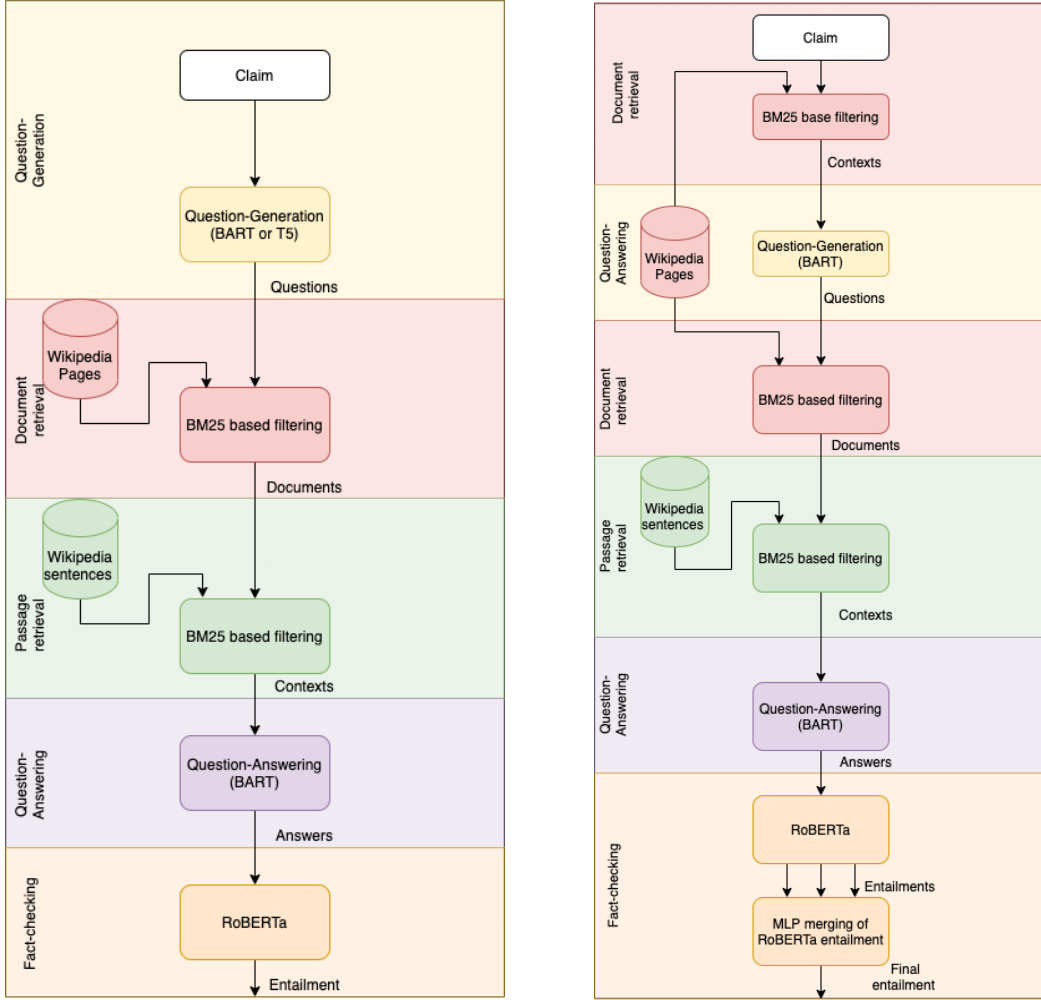 Claim
Question-
Generation
Question-Generation
(BART or T5)
Questions
Wikipedia
Pages
Document
retrieval
BM25 based filtering
Documents
Wikipedia
sentences
Passage
retrieval
BM25 based filtering
Contexts
Question-
Answering
Question-Answering
(BART)
Answers
Fact-checking
RoBERTa
Entailment
Claim
Document
retrieval
BM25 base filtering
Contexts
Question-
Answering
Wikipedia
Pages
Question-Generation
(BART)
Questions
Document
retrieval
BM25 based filtering
Documents
Wikipedia
sentences
Passage
retrieval
BM25 based filtering
Contexts
Question-
Answering
Question-Answering
(BART)
Answers
Fact-checking
RoBERTa
Entailments
MLP merging of
RoBERTa entailment
Final
entailment